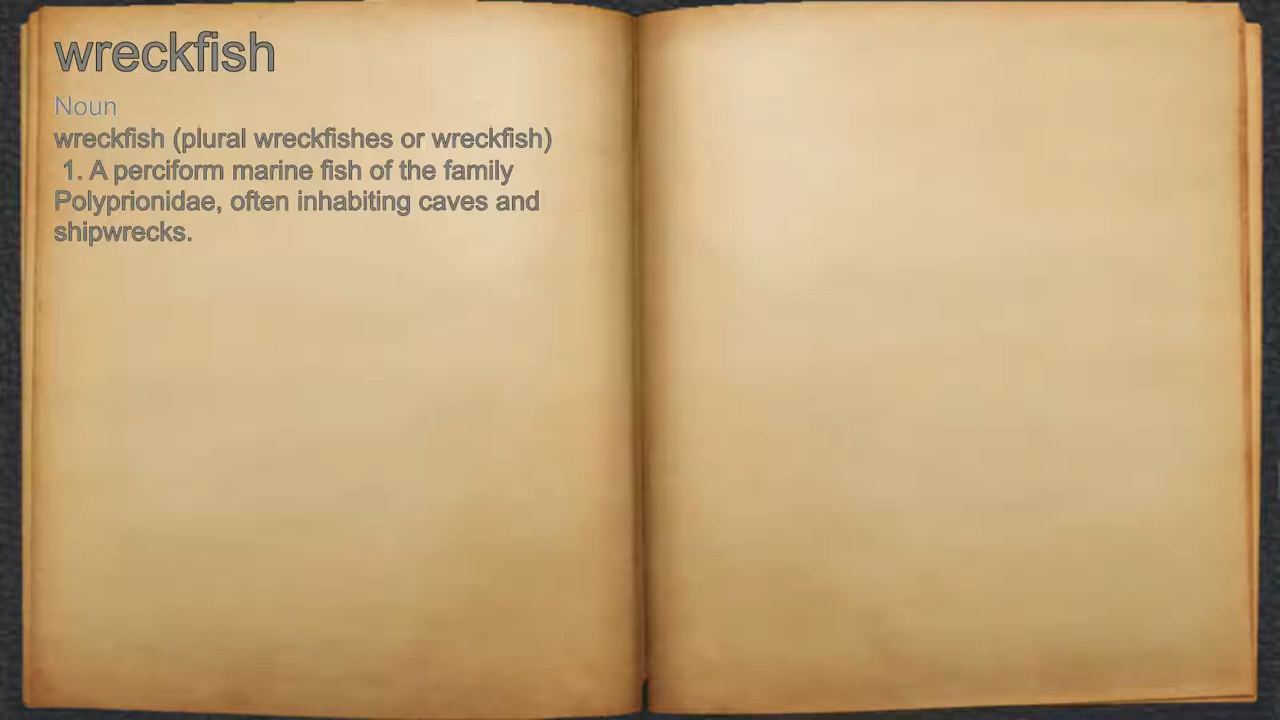 wreckfish
Noun
wreckfish (plural wreckfishes or wreckfish)
1. A perciform marine fish of the family
Polyprionidae, often inhabiting caves and
shipwrecks.